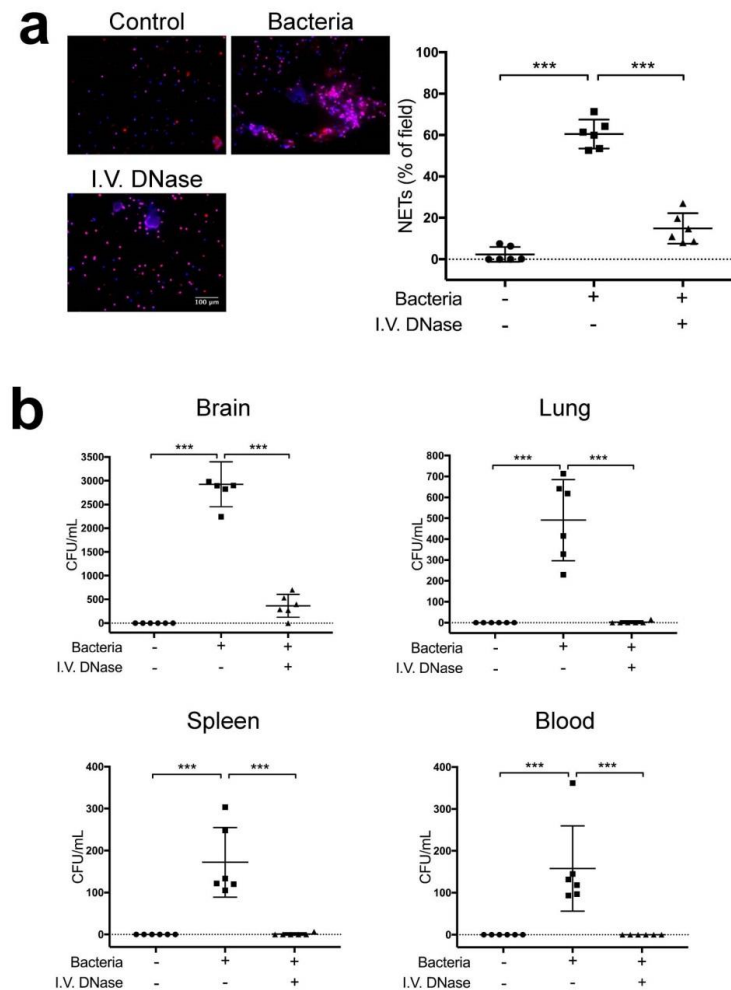 a
Control
Bacteria
I.V. DNase
100 μm
NETs (% of field)
100
80
60
40
20
0
***
***
Bacteria - + +
I.V. DNase - - +
b
Brain
CFU/mL
3500
3000
2500
2000
1500
1000
500
0
***
***
Bacteria - + +
I.V. DNase - - +
Lung
CFU/mL
800
700
600
500
400
300
200
100
0
***
***
Bacteria - + +
I.V. DNase - - +
Spleen
CFU/mL
400
300
200
100
0
***
***
Bacteria - + +
I.V. DNase - - +
Blood
CFU/mL
400
300
200
100
0
***
***
Bacteria - + +
I.V. DNase - - +